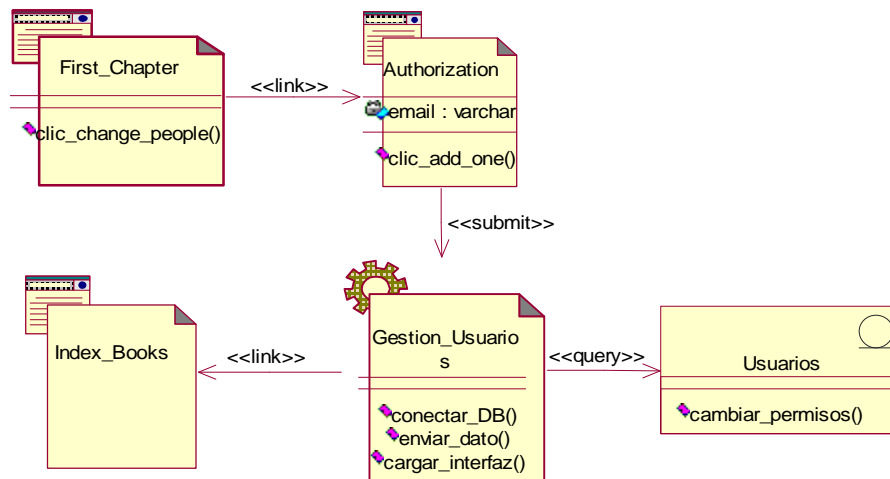 First_Chapter
clic_change_people()
<<link>>
Authorization
email : varchar
clic_add_one()
<<submit>>
Index_Books
<<link>>
Gestion_Usuario
s
conectar_DB()
enviar_dato()
cargar_interfaz()
<<query>>
Usuarios
cambiar_permisos()